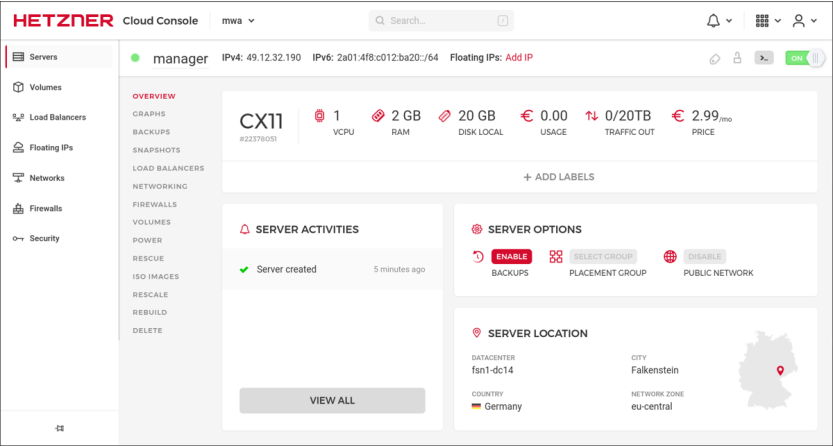 HETZNER Cloud Console mwa Search... /
Servers
Volumes
Load Balancers
Floating IPs
Networks
Firewalls
Security
manager IPv4: 49.12.32.190 IPv6: 2a01:4f8:c012:ba20::/64 Floating IPs: Add IP >_ ON
OVERVIEW
GRAPHS
BACKUPS
SNAPSHOTS
LOAD BALANCERS
NETWORKING
FIREWALLS
VOLUMES
POWER
RESCUE
ISO IMAGES
RESCALE
REBUILD
DELETE
CX11
#22378051
1
VCPU
2 GB
RAM
20 GB
DISK LOCAL
€ 0.00
USAGE
0/20TB
TRAFFIC OUT
€ 2.99/mo
PRICE
+ ADD LABELS
SERVER ACTIVITIES
Server created 5 minutes ago
VIEW ALL
SERVER OPTIONS
ENABLE
BACKUPS
SELECT GROUP
PLACEMENT GROUP
DISABLE
PUBLIC NETWORK
SERVER LOCATION
DATACENTER
fsn1-dc14
CITY
Falkenstein
COUNTRY
Germany
NETWORK ZONE
eu-central